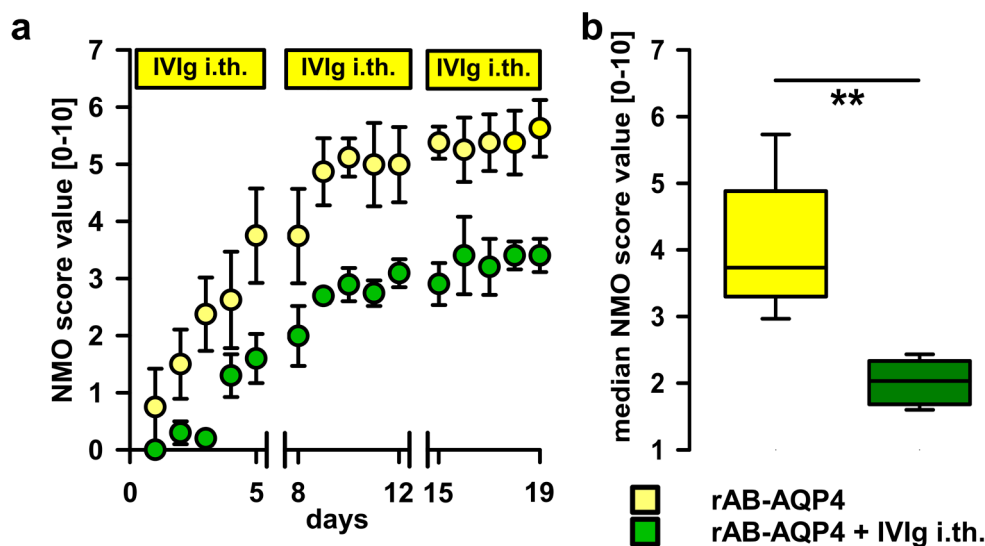 a
IVIg i.th.
IVIg i.th.
IVIg i.th.
NMO score value [0-10]
7
6
5
4
3
2
1
0
0
5
8
12
15
19
days
b
median NMO score value [0-10]
7
6
5
4
3
2
1
**
rAB-AQP4
rAB-AQP4 + IVIg i.th.